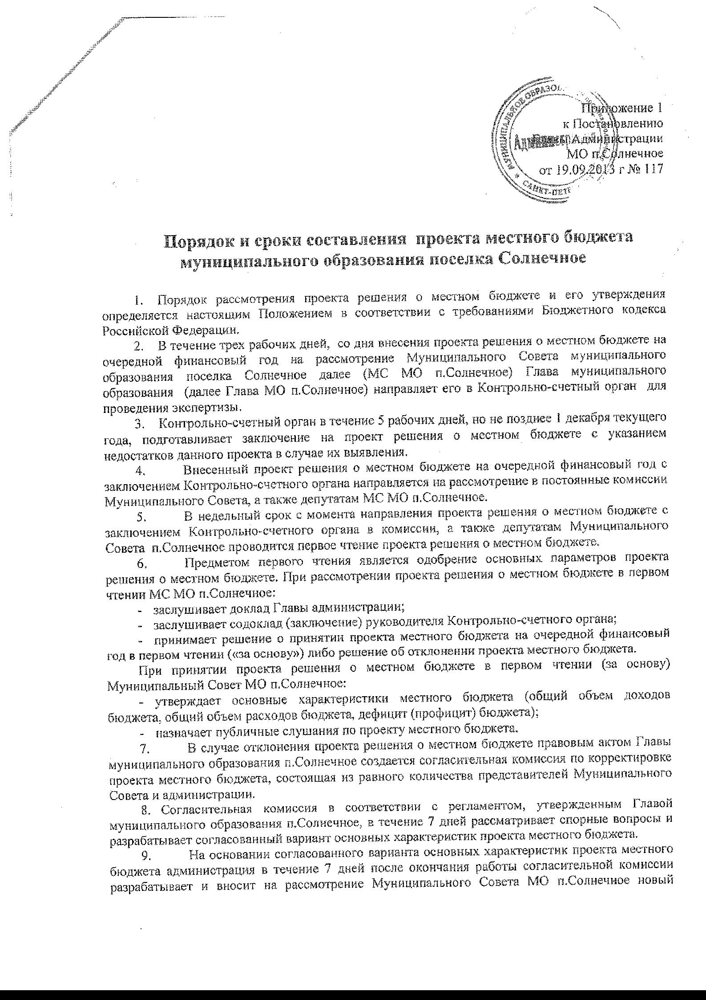 МУНИЦИПАЛЬНОЕ ОБРАЗОВ
САНКТ-ПЕТЕ
Приложение 1
к Постановлению
Администрации
МО п.Солнечное
от 19.09.2013 г № 117
Порядок и сроки составления проекта местного бюджета
муниципального образования поселка Солнечное
1. Порядок рассмотрения проекта решения о местном бюджете и его утверждения
определяется настоящим Положением в соответствии с требованиями Бюджетного кодекса
Российской Федерации.
2. В течение трех рабочих дней, со дня внесения проекта решения о местном бюджете на
очередной финансовый год на рассмотрение Муниципального Совета муниципального
образования поселка Солнечное далее (МС МО п.Солнечное) Глава муниципального
образования (далее Глава МО п.Солнечное) направляет его в Контрольно-счетный орган для
проведения экспертизы.
3. Контрольно-счетный орган в течение 5 рабочих дней, но не позднее 1 декабря текущего
года, подготавливает заключение на проект решения о местном бюджете с указанием
недостатков данного проекта в случае их выявления.
4. Внесенный проект решения о местном бюджете на очередной финансовый год с
заключением Контрольно-счетного органа направляется на рассмотрение в постоянные комиссии
Муниципального Совета, а также депутатам МС МО п.Солнечное.
5. В недельный срок с момента направления проекта решения о местном бюджете с
заключением Контрольно-счетного органа в комиссии, а также депутатам Муниципального
Совета п.Солнечное проводится первое чтение проекта решения о местном бюджете.
6. Предметом первого чтения является одобрение основных параметров проекта
решения о местном бюджете. При рассмотрении проекта решения о местном бюджете в первом
чтении МС МО п.Солнечное:
- заслушивает доклад Главы администрации;
- заслушивает содоклад (заключение) руководителя Контрольно-счетного органа;
- принимает решение о принятии проекта местного бюджета на очередной финансовый
год в первом чтении («за основу») либо решение об отклонении проекта местного бюджета.
При принятии проекта решения о местном бюджете в первом чтении (за основу)
Муниципальный Совет МО п.Солнечное:
- утверждает основные характеристики местного бюджета (общий объем доходов
бюджета, общий объем расходов бюджета, дефицит (профицит) бюджета);
- назначает публичные слушания по проекту местного бюджета.
7. В случае отклонения проекта решения о местном бюджете правовым актом Главы
муниципального образования п.Солнечное создается согласительная комиссия по корректировке
проекта местного бюджета, состоящая из равного количества представителей Муниципального
Совета и администрации.
8. Согласительная комиссия в соответствии с регламентом, утвержденным Главой
муниципального образования п.Солнечное, в течение 7 дней рассматривает спорные вопросы и
разрабатывает согласованный вариант основных характеристик проекта местного бюджета.
9. На основании согласованного варианта основных характеристик проекта местного
бюджета администрация в течение 7 дней после окончания работы согласительной комиссии
разрабатывает и вносит на рассмотрение Муниципального Совета МО п.Солнечное новый